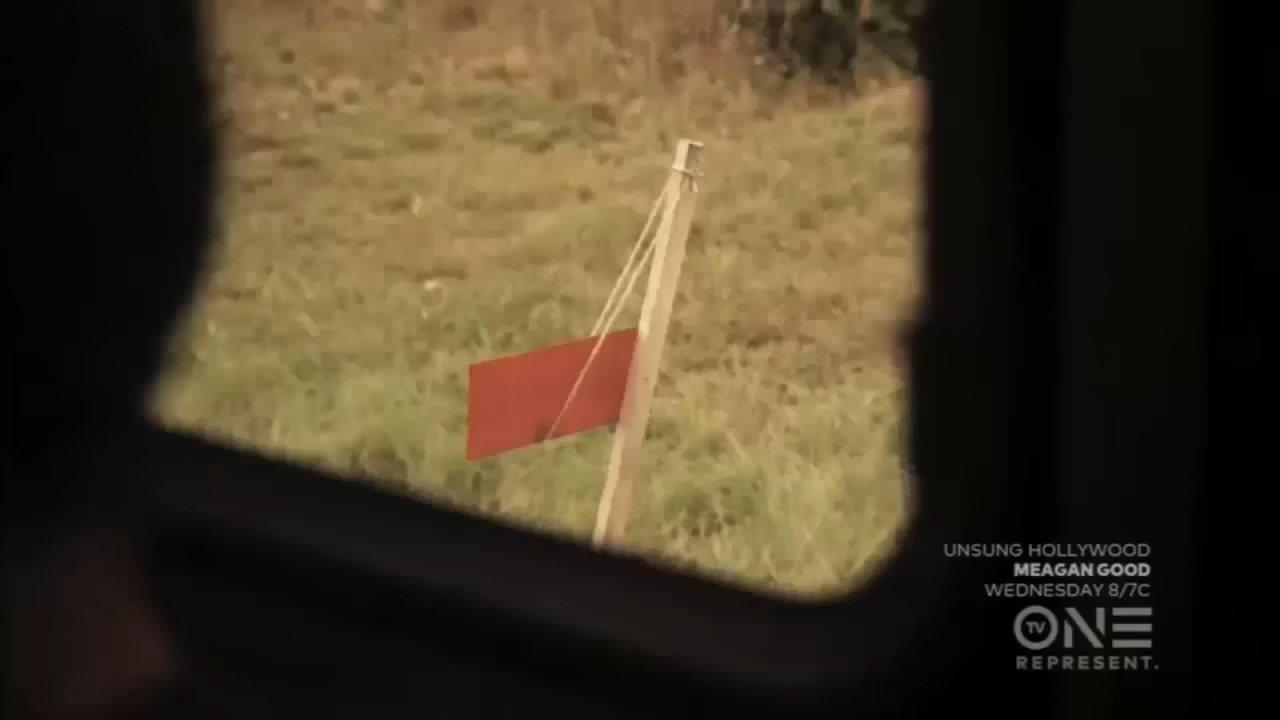 UNSUNG HOLLYWOOD
MEAGAN GOOD
WEDNESDAY 8/7C
TV ONE
REPRESENT.